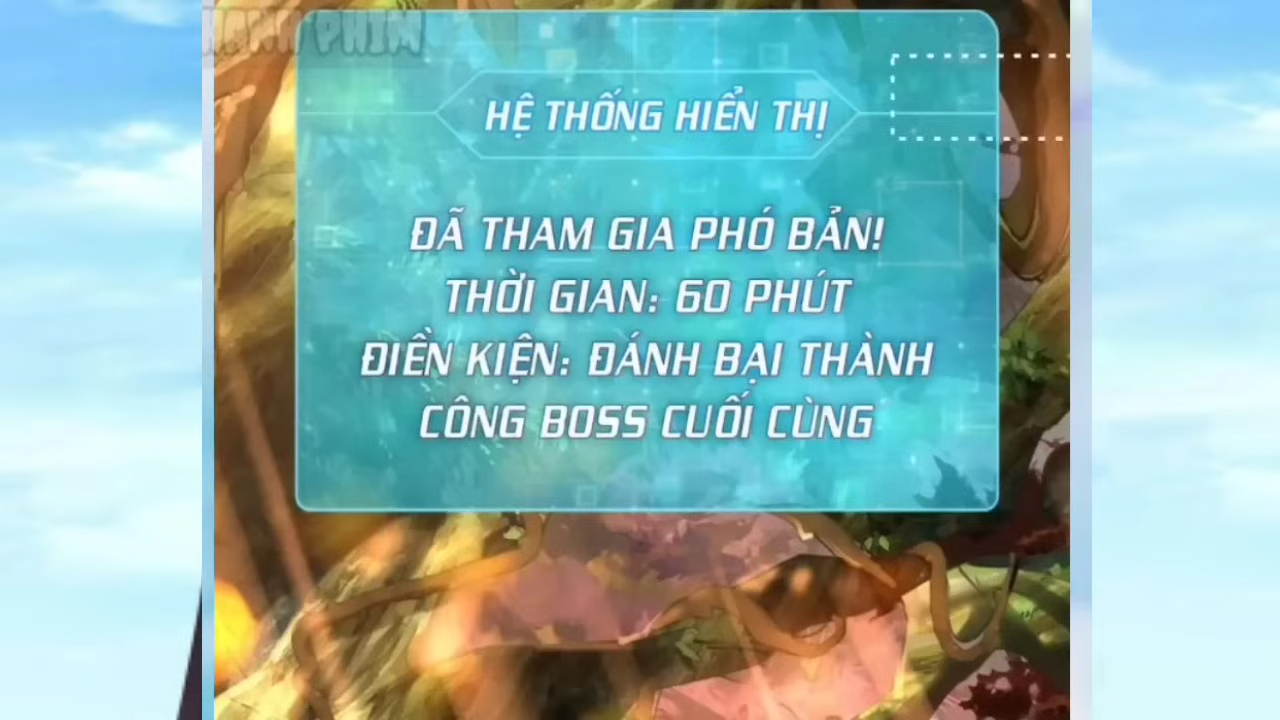 HỆ THỐNG HIỂN THỊ
ĐÃ THAM GIA PHÓ BẢN!
THỜI GIAN: 60 PHÚT
ĐIỀN KIỆN: ĐÁNH BẠI THÀNH
CÔNG BOSS CUỐI CÙNG